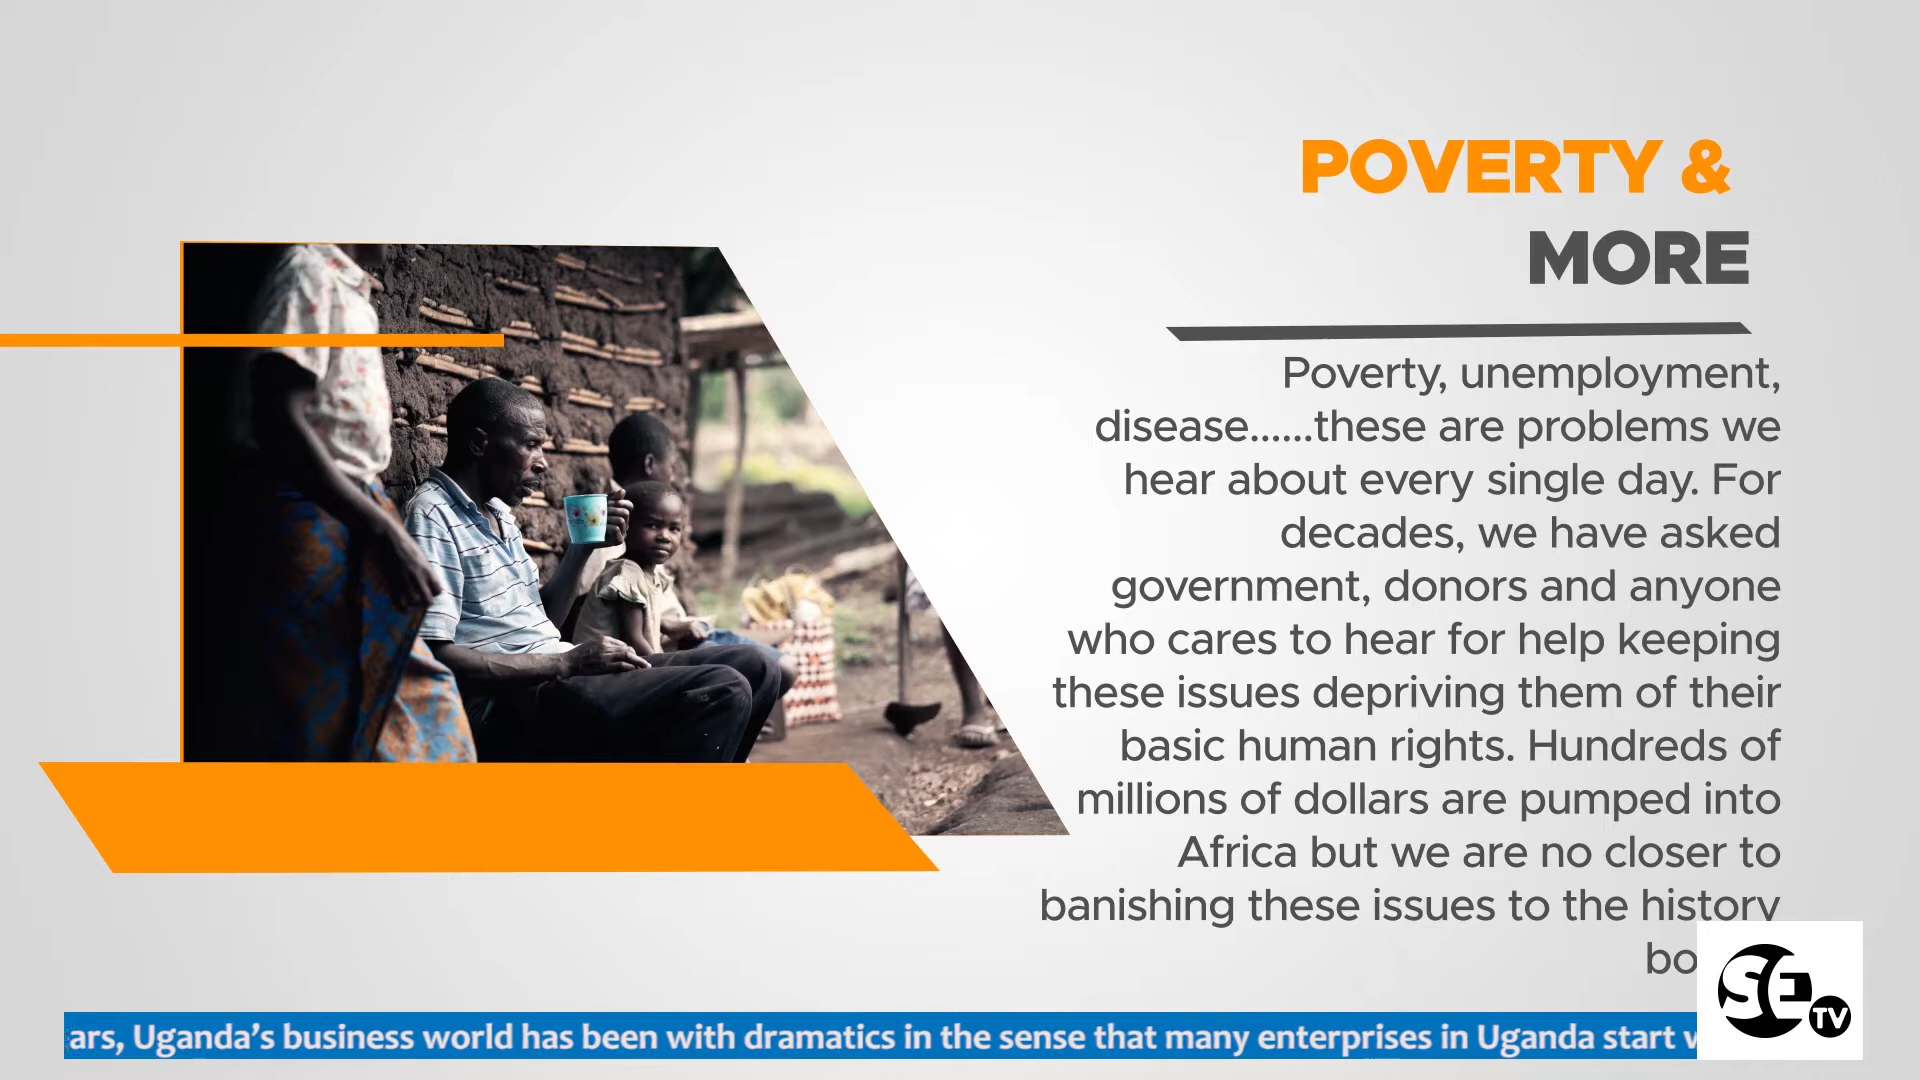 POVERTY &
MORE
Poverty, unemployment,
disease......these are problems we
hear about every single day. For
decades, we have asked
government, donors and anyone
who cares to hear for help keeping
these issues depriving them of their
basic human rights. Hundreds of
millions of dollars are pumped into
Africa but we are no closer to
banishing these issues to the history
SE
TV
ars, Uganda’s business world has been with dramatics in the sense that many enterprises in Uganda start